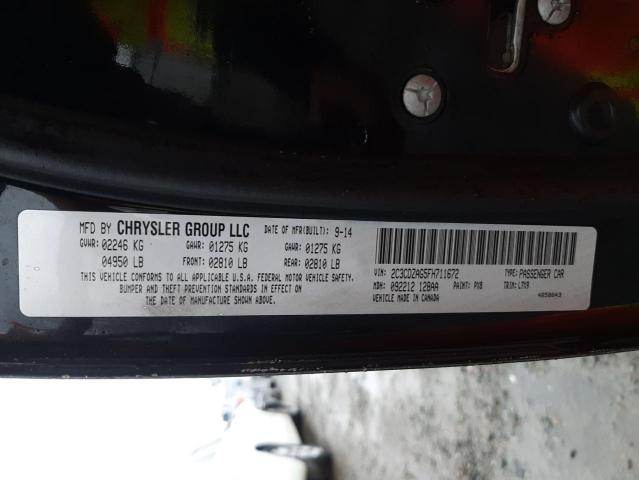 MFD BY CHRYSLER GROUP LLC DATE OF MFR(BUILT): 9-14
GVWR: 02246 KG GAWR: 01275 KG GAWR: 01275 KG
04950 LB FRONT: 02810 LB REAR: 02810 LB
THIS VEHICLE CONFORMS TO ALL APPLICABLE U.S.A. FEDERAL MOTOR VEHICLE SAFETY,
BUMPER AND THEFT PREVENTION STANDARDS IN EFFECT ON
THE DATE OF MANUFACTURE SHOWN ABOVE.
VIN: 2C3CDZAG5FH711672 TYPE: PASSENGER CAR
MDH: 092212 128AA PAINT: PX8 TRIM: L7X9
VEHICLE MADE IN CANADA 4850843